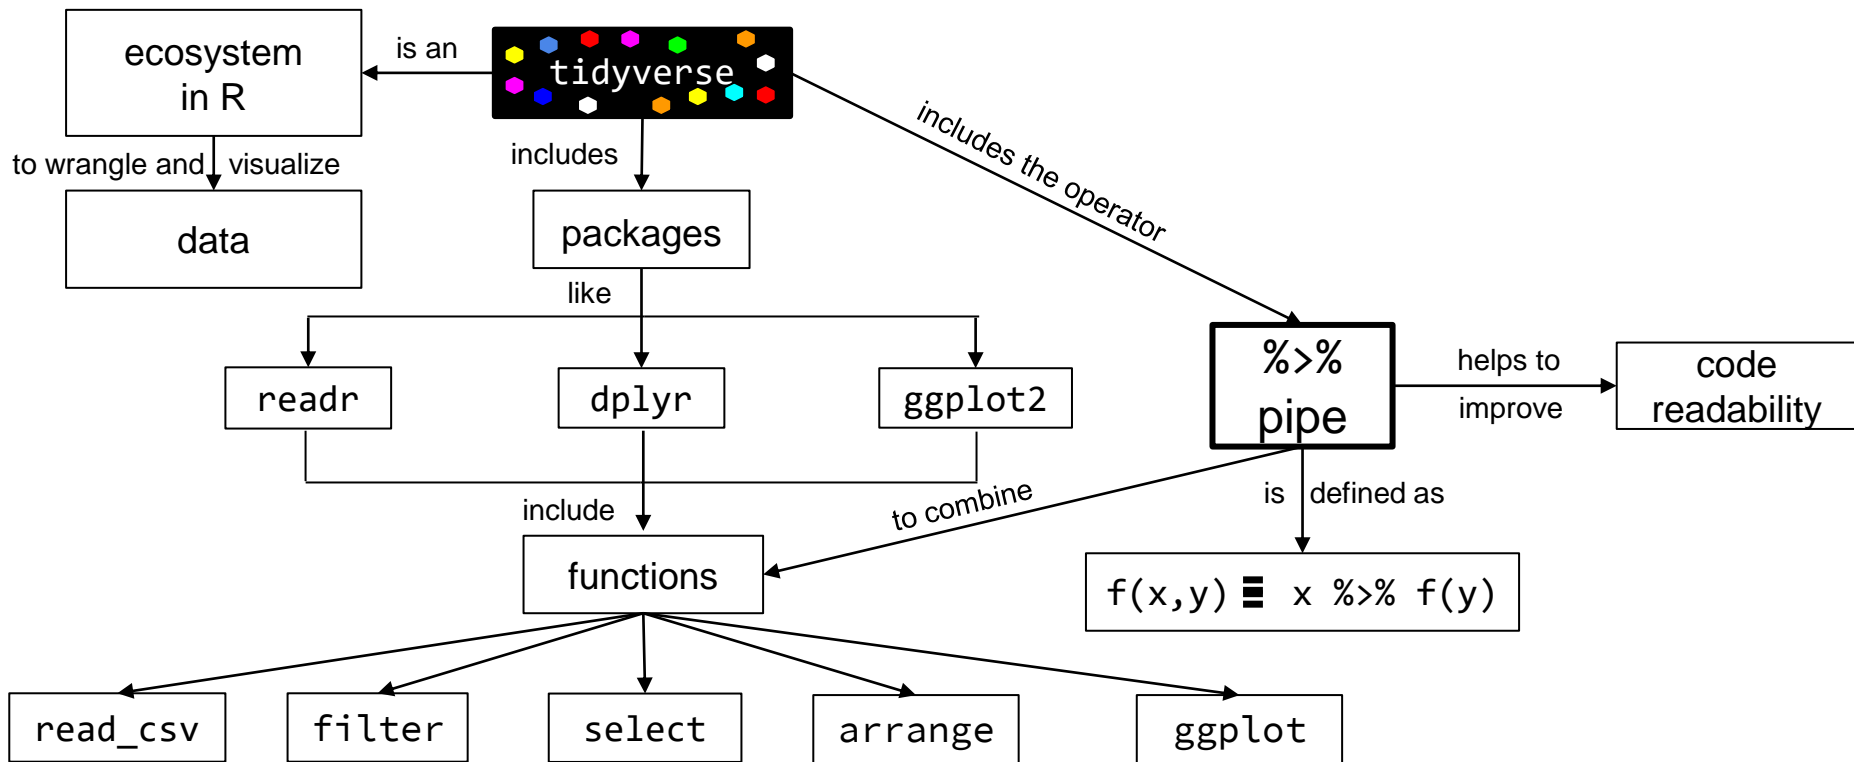 ecosystem
in R
is an
tidyverse
to wrangle and visualize
data
includes
packages
includes the operator
like
readr
dplyr
ggplot2
%>%
pipe
helps to
improve
code
readability
include
to combine
is defined as
functions
f(x,y) ≡ x %>% f(y)
read_csv
filter
select
arrange
ggplot